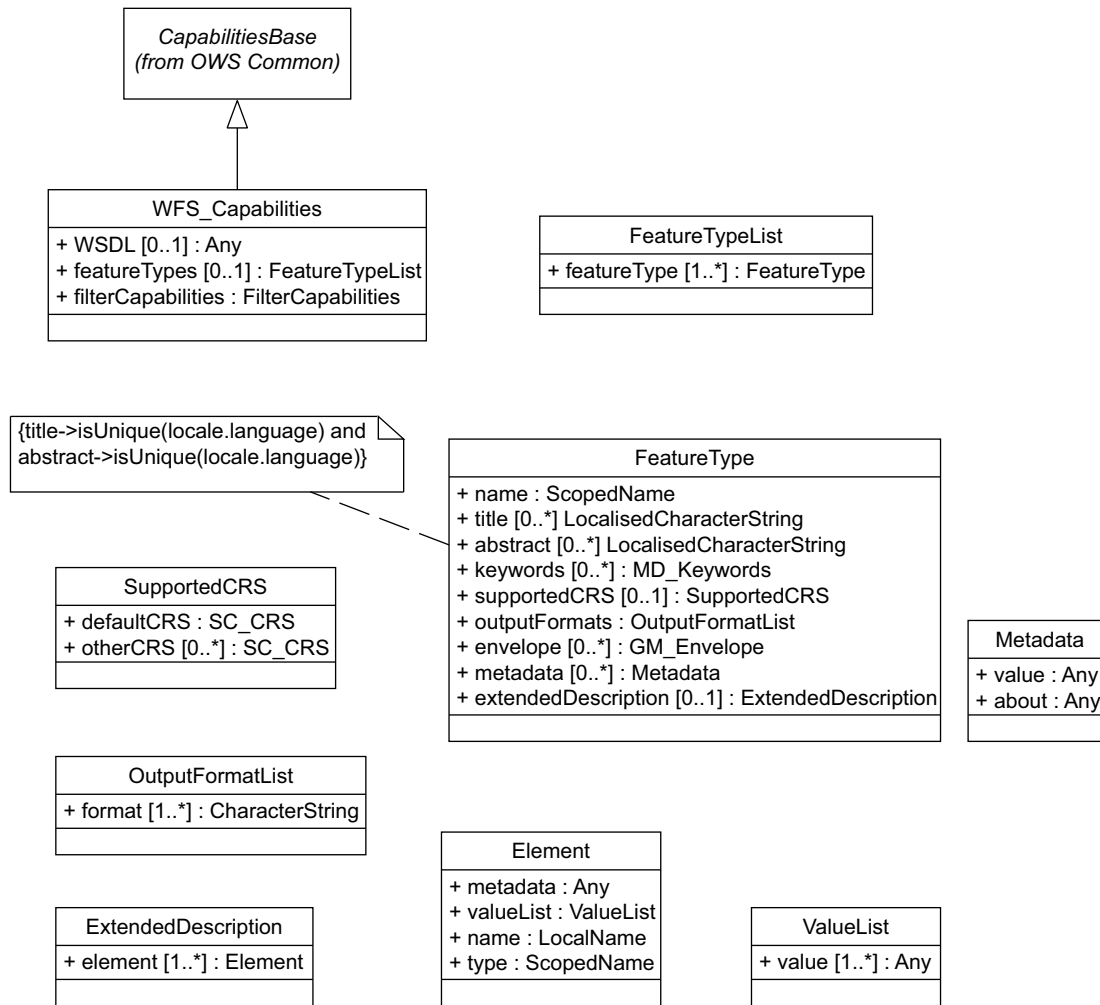 CapabilitiesBase
(from OWS Common)
WFS_Capabilities
+ WSDL [0..1] : Any
+ featureTypes [0..1] : FeatureTypeList
+ filterCapabilities : FilterCapabilities
FeatureTypeList
+ featureType [1..*] : FeatureType
{title->isUnique(locale.language) and
abstract->isUnique(locale.language)}
FeatureType
+ name : ScopedName
+ title [0..*] LocalisedCharacterString
+ abstract [0..*] LocalisedCharacterString
+ keywords [0..*] : MD_Keywords
+ supportedCRS [0..1] : SupportedCRS
+ outputFormats : OutputFormatList
+ envelope [0..*] : GM_Envelope
+ metadata [0..*] : Metadata
+ extendedDescription [0..1] : ExtendedDescription
SupportedCRS
+ defaultCRS : SC_CRS
+ otherCRS [0..*] : SC_CRS
Metadata
+ value : Any
+ about : Any
OutputFormatList
+ format [1..*] : CharacterString
Element
+ metadata : Any
+ valueList : ValueList
+ name : LocalName
+ type : ScopedName
ExtendedDescription
+ element [1..*] : Element
ValueList
+ value [1..*] : Any